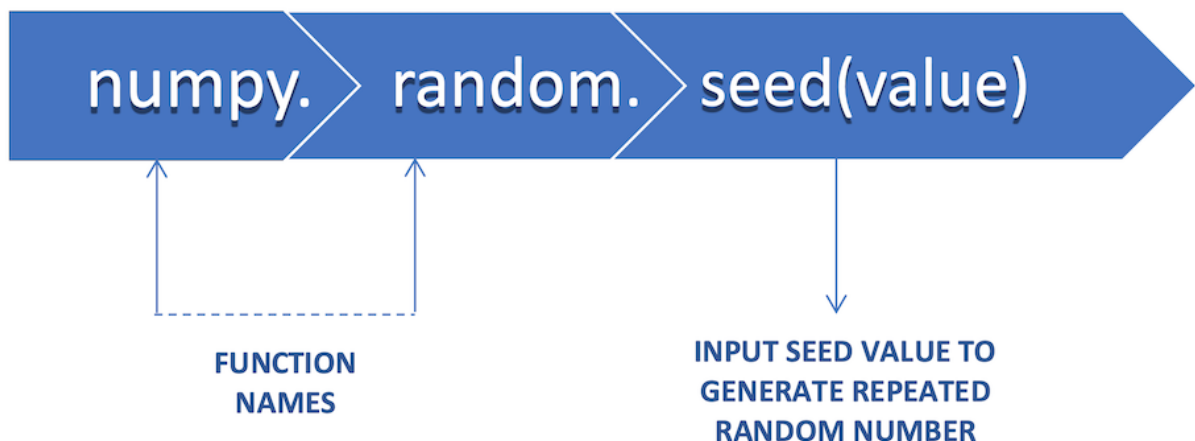 numpy. random. seed(value)
FUNCTION
NAMES
INPUT SEED VALUE TO
GENERATE REPEATED
RANDOM NUMBER